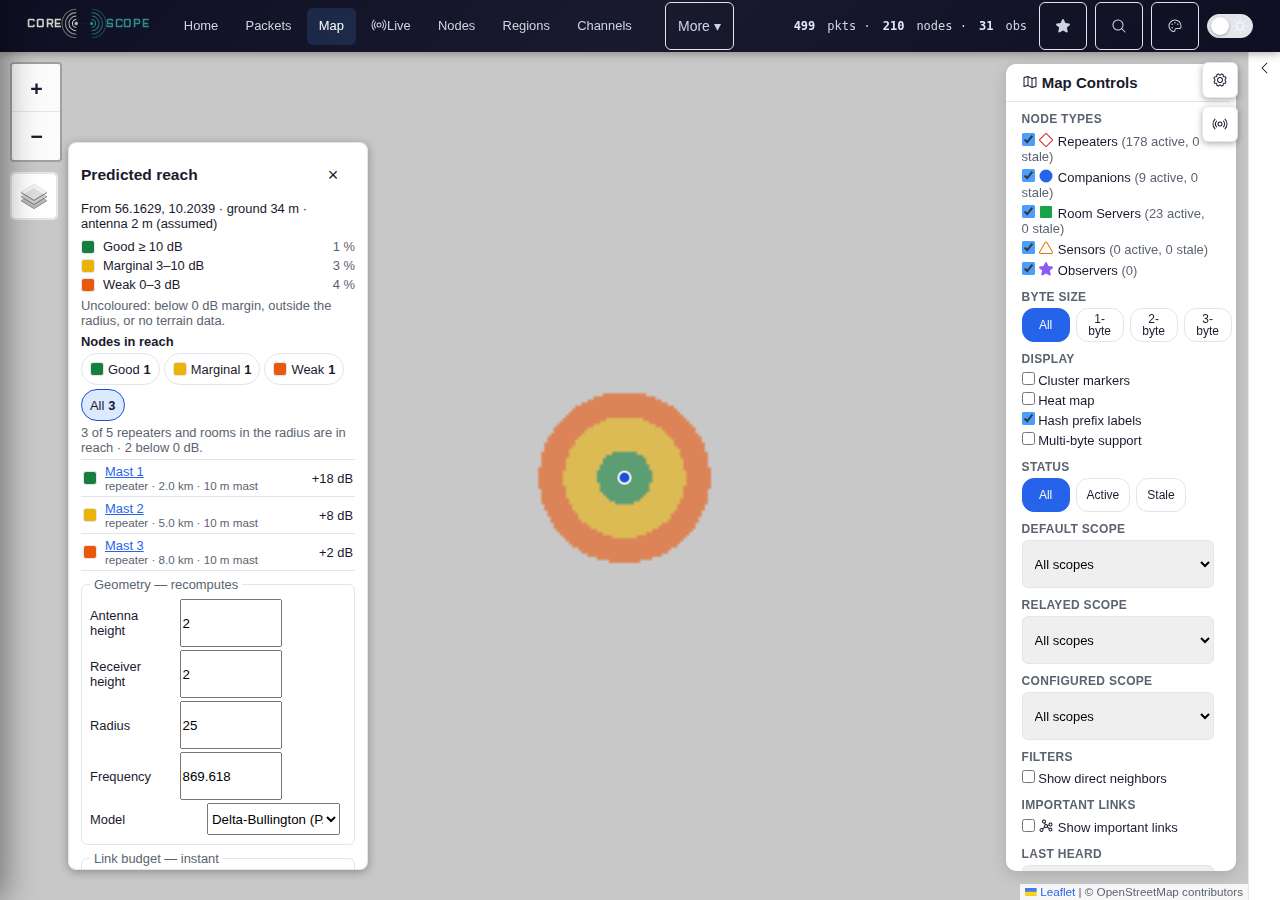 CORE SCOPE Home Packets Map Live Nodes Regions Channels More ▾ 499 pkts · 210 nodes · 31 obs
+
−
Predicted reach ×
From 56.1629, 10.2039 · ground 34 m ·
antenna 2 m (assumed)
Good ≥ 10 dB 1 %
Marginal 3–10 dB 3 %
Weak 0–3 dB 4 %
Uncoloured: below 0 dB margin, outside the
radius, or no terrain data.
Nodes in reach
Good 1 Marginal 1 Weak 1
All 3
3 of 5 repeaters and rooms in the radius are in
reach · 2 below 0 dB.
Mast 1
repeater · 2.0 km · 10 m mast +18 dB
Mast 2
repeater · 5.0 km · 10 m mast +8 dB
Mast 3
repeater · 8.0 km · 10 m mast +2 dB
Geometry — recomputes
Antenna
height 2
Receiver
height 2
Radius 25
Frequency 869.618
Model Delta-Bullington (P
Link budget — instant
Map Controls
NODE TYPES
Repeaters (178 active, 0
stale)
Companions (9 active, 0
stale)
Room Servers (23 active,
0 stale)
Sensors (0 active, 0 stale)
Observers (0)
BYTE SIZE
All 1-
byte 2-
byte 3-
byte
DISPLAY
Cluster markers
Heat map
Hash prefix labels
Multi-byte support
STATUS
All Active Stale
DEFAULT SCOPE
All scopes
RELAYED SCOPE
All scopes
CONFIGURED SCOPE
All scopes
FILTERS
Show direct neighbors
IMPORTANT LINKS
Show important links
LAST HEARD
Leaflet | © OpenStreetMap contributors